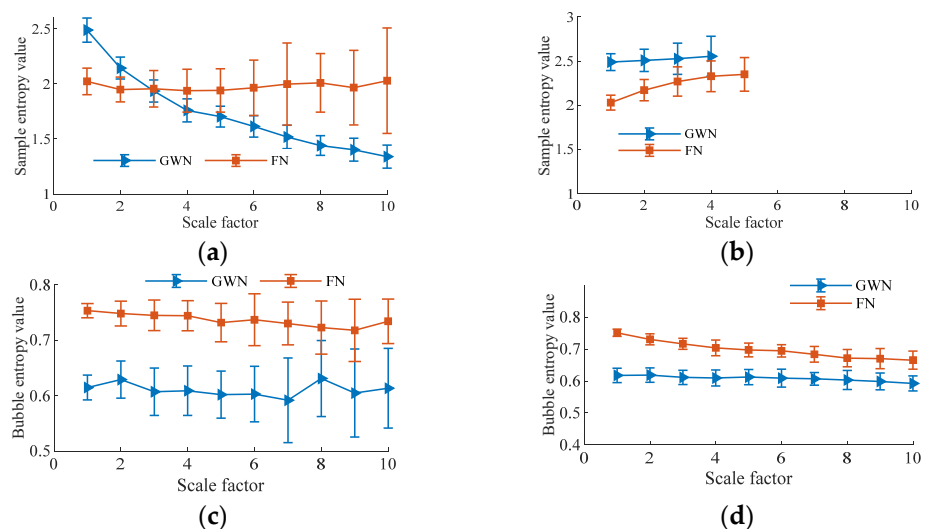 2.5
2
1.5
1
Sample entropy value
GWN FN
0 2 4 6 8 10
Scale factor
(a)
3
2.5
2
1.5
1
Sample entropy value
GWN
FN
0 2 4 6 8 10
Scale factor
(b)
0.8
0.7
0.6
0.5
Bubble entropy value
GWN FN
0 2 4 6 8 10
Scale factor
(c)
0.8
0.7
0.6
0.5
0.4
Bubble entropy value
GWN
FN
0 2 4 6 8 10
Scale factor
(d)